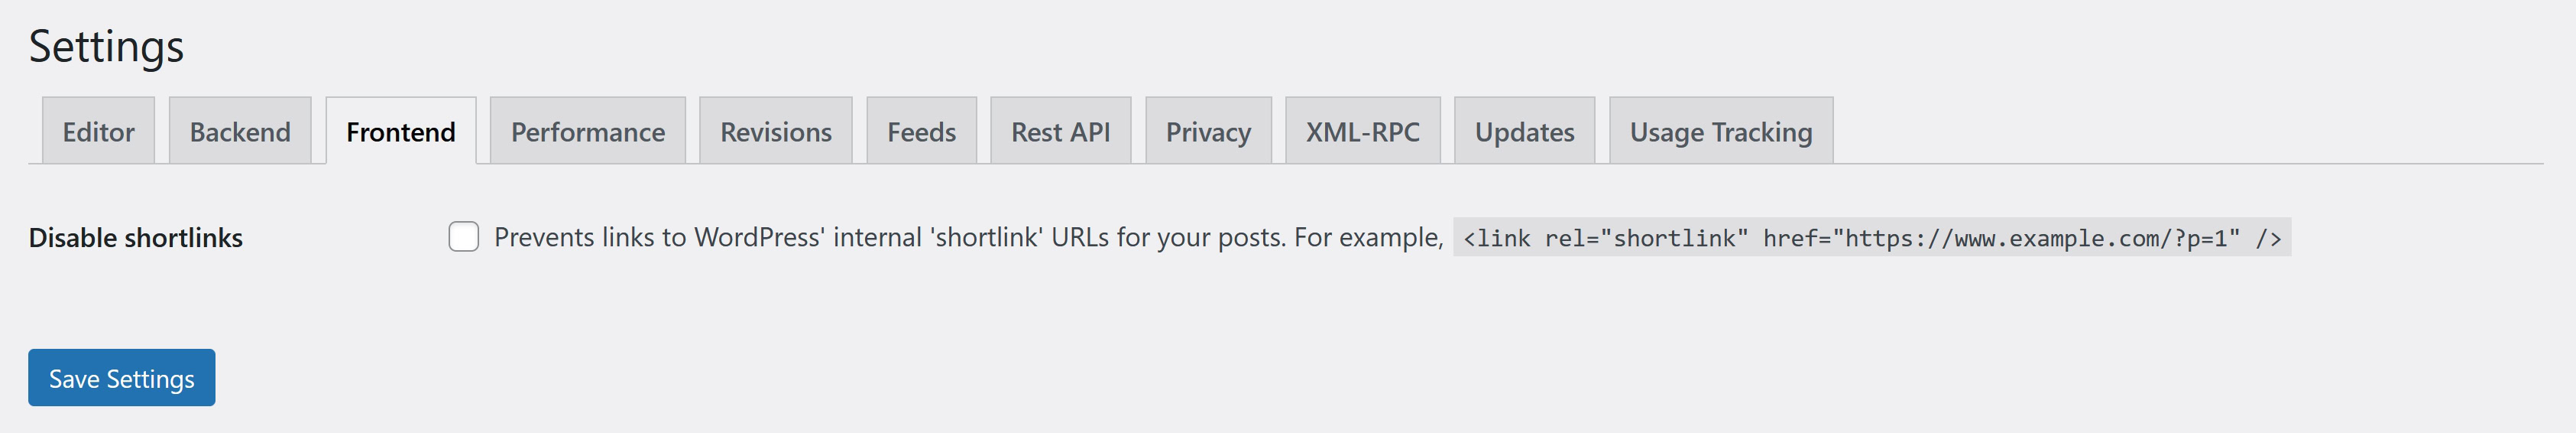 Settings
Editor Backend Frontend Performance Revisions Feeds Rest API Privacy XML-RPC Updates Usage Tracking
Disable shortlinks Prevents links to WordPress' internal 'shortlink' URLs for your posts. For example, <link rel="shortlink" href="https://www.example.com/?p=1" />
Save Settings